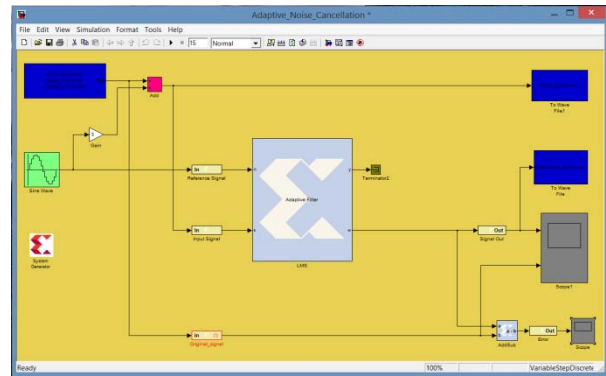 Adaptive_Noise_Cancellation *
File Edit View Simulation Format Tools Help
15
Normal
Add
To Wave
File1
Gain
Sine Wave
In
Reference Signal
Adaptive Filter
Terminator2
To Wave
File
System
Generator
In
Input Signal
LMS
Out
Signal Out
Scope1
In
Original_signal
AddSub
Out
Error
Scope
Ready
100%
VariableStepDiscrete